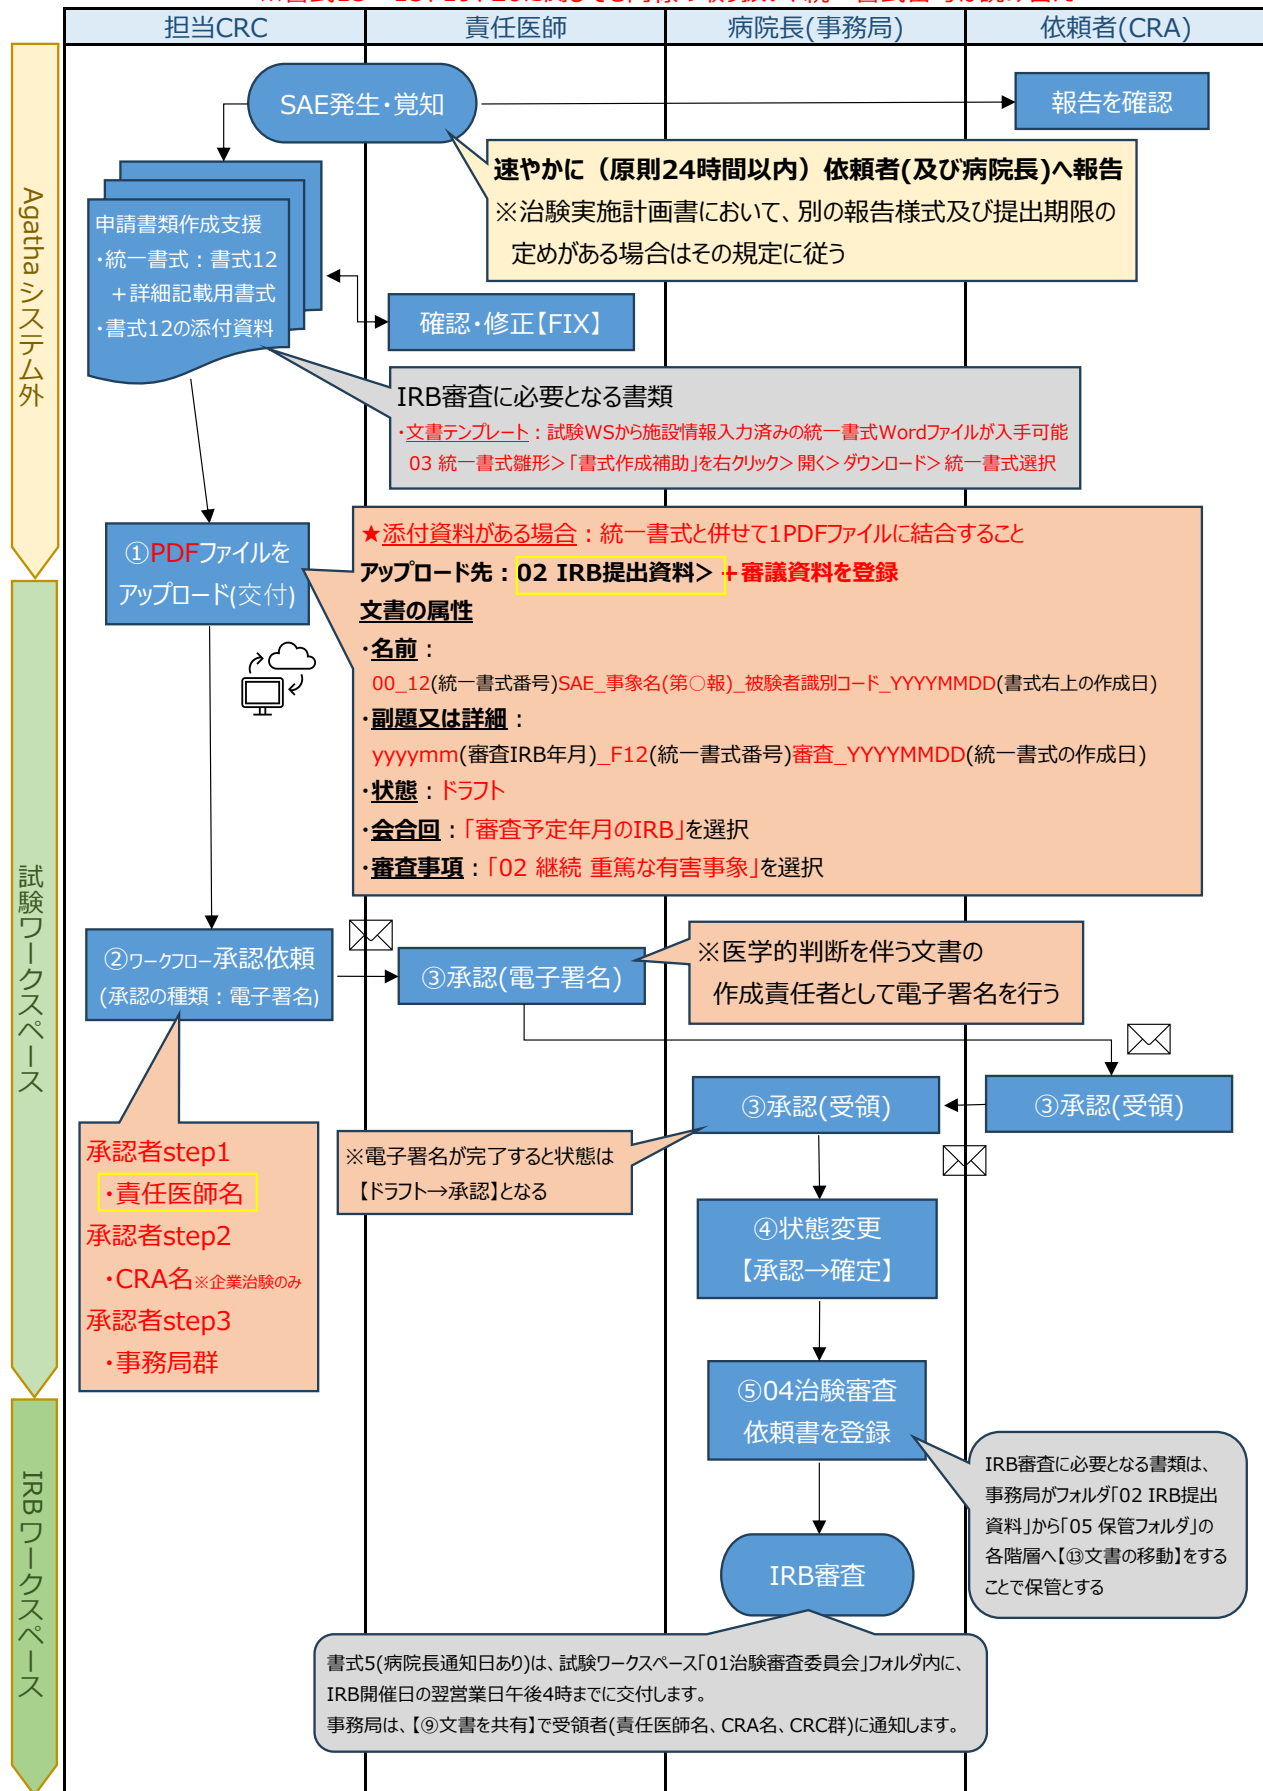 担当CRC
責任医師
病院長(事務局)
依頼者(CRA)
Agathaシステム外
試験ワークスペース
IRBワークスペース
SAE発生・覚知
報告を確認
速やかに（原則24時間以内）依頼者(及び病院長)へ報告
※治験実施計画書において、別の報告様式及び提出期限の
定めがある場合はその規定に従う
申請書類作成支援
・統一書式：書式12
＋詳細記載用書式
・書式12の添付資料
確認・修正【FIX】
IRB審査に必要となる書類
・文書テンプレート：試験WSから施設情報入力済みの統一書式Wordファイルが入手可能
03 統一書式雛形＞「書式作成補助」を右クリック＞開く＞ダウンロード＞統一書式選択
①PDFファイルを
アップロード(交付)
★添付資料がある場合：統一書式と併せて1PDFファイルに結合すること
アップロード先：02 IRB提出資料＞＋審議資料を登録
文書の属性
・名前：
00_12(統一書式番号)SAE_事象名(第○報)_被験者識別コード_YYYYMMDD(書式右上の作成日)
・副題又は詳細：
yyyymm(審査IRB年月)_F12(統一書式番号)審査_YYYYMMDD(統一書式の作成日)
・状態：ドラフト
・会合回：「審査予定年月のIRB」を選択
・審査事項：「02 継続 重篤な有害事象」を選択
②ワークフロー承認依頼
(承認の種類：電子署名)
③承認(電子署名)
※医学的判断を伴う文書の
作成責任者として電子署名を行う
③承認(受領)
③承認(受領)
承認者step1
・責任医師名
承認者step2
・CRA名※企業治験のみ
承認者step3
・事務局群
※電子署名が完了すると状態は
【ドラフト→承認】となる
④状態変更
【承認→確定】
⑤04治験審査
依頼書を登録
IRB審査に必要となる書類は、
事務局がフォルダ「02 IRB提出
資料」から「05 保管フォルダ」の
各階層へ【⑬文書の移動】をする
ことで保管とする
IRB審査
書式5(病院長通知日あり)は、試験ワークスペース「01治験審査委員会」フォルダ内に、
IRB開催日の翌営業日午後4時までに交付します。
事務局は、【⑨文書を共有】で受領者(責任医師名、CRA名、CRC群)に通知します。